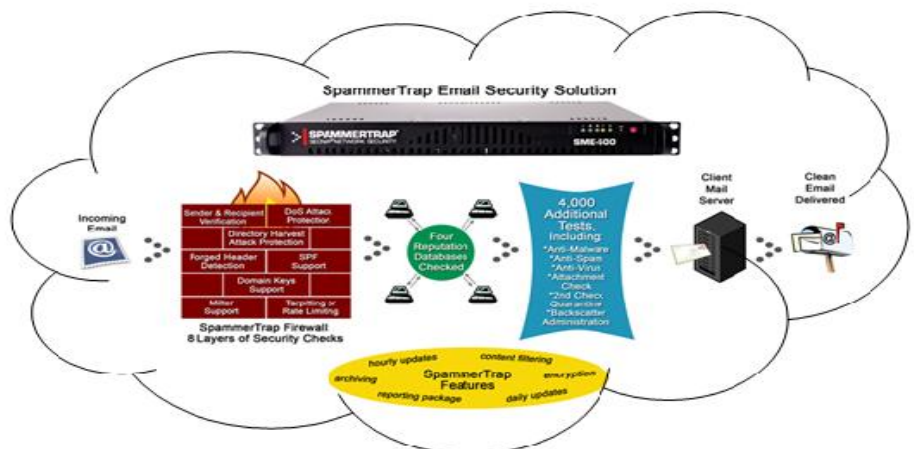 SpammerTrap Email Security Solution
SPAMMERTRAP
SECNAP NETWORK SECURITY
SME-500
Incoming
Email
Sender & Recipient
Verification
DoS Attack
Protection
Directory Harvest
Attack Protection
Forged Header
Detection
SPF
Support
Domain Keys
Support
Milter
Support
Tarpitting or
Rate Limiting
SpammerTrap Firewall
8 Layers of Security Checks
Four
Reputation
Databases
Checked
4,000
Additional
Tests,
Including:
*Anti-Malware
*Anti-Spam
*Anti-Virus
*Attachment
Check
*2nd Check
Quarantine
*Backscatter
Administration
Client
Mail
Server
Clean
Email
Delivered
hourly updates
content filtering
archiving
SpammerTrap
Features
encryption
reporting package
daily updates